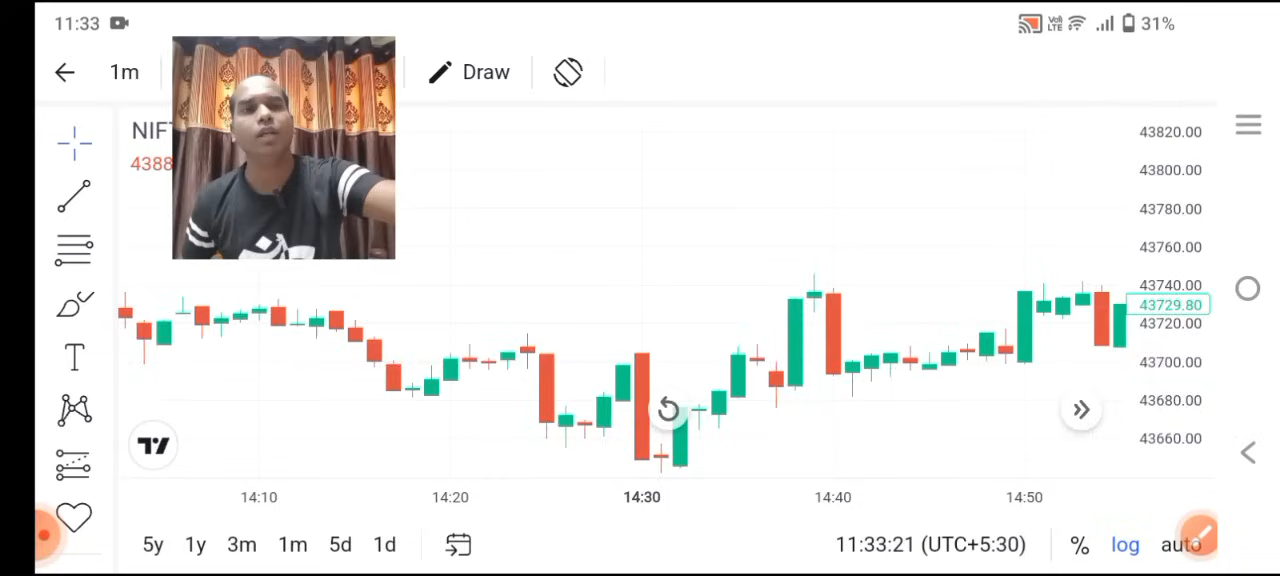 11:33
Vol LTE
31%
1m
Draw
NIF
4388
43820.00
43800.00
43780.00
43760.00
43740.00
43729.80
43720.00
43700.00
43680.00
43660.00
14:10 14:20 14:30 14:40 14:50
5y 1y 3m 1m 5d 1d
11:33:21 (UTC+5:30)
% log auto